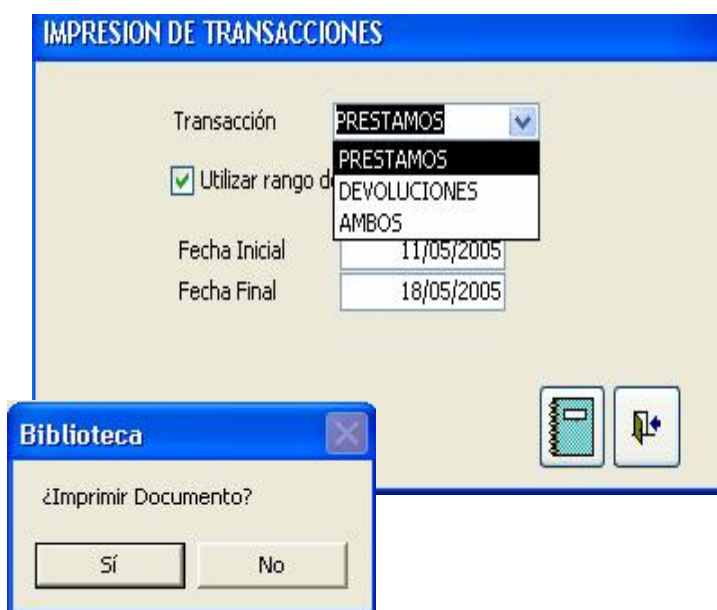 IMPRESION DE TRANSACCIONES
Transacción PRESTAMOS
PRESTAMOS
Utilizar rango d
DEVOLUCIONES
AMBOS
Fecha Inicial 11/05/2005
Fecha Final 18/05/2005
Biblioteca
¿Imprimir Documento?
Sí No